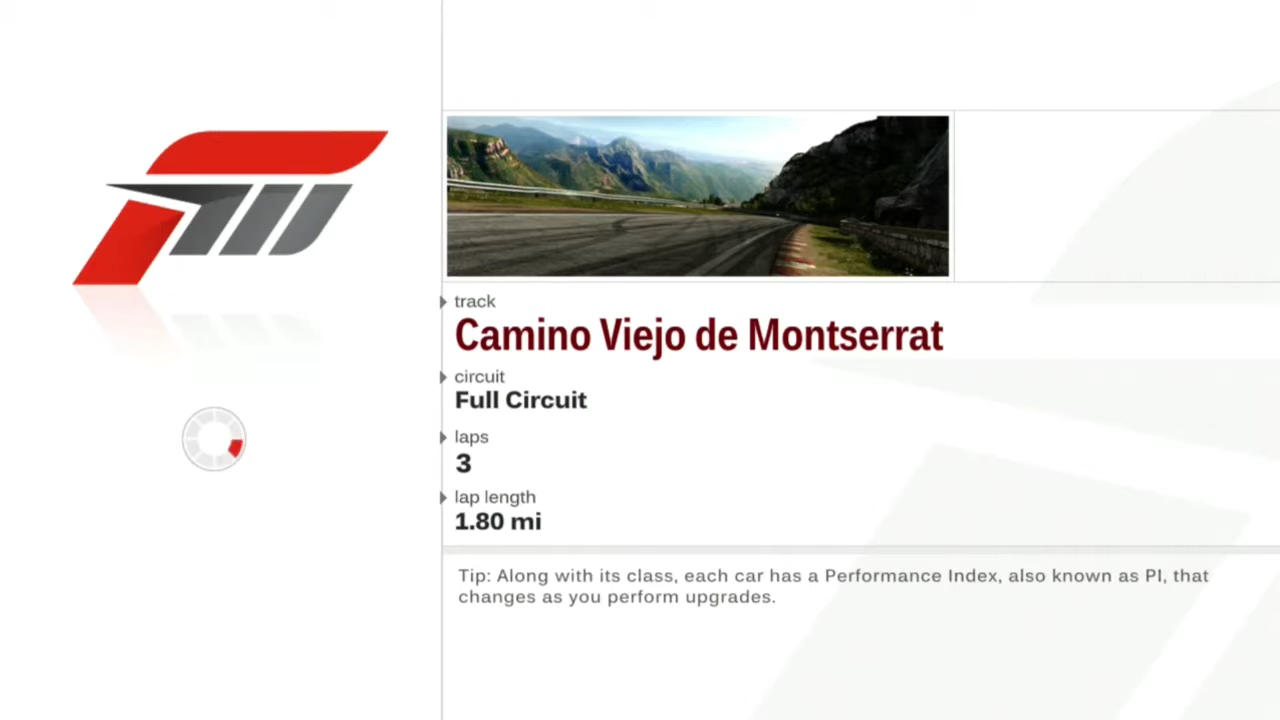 track
Camino Viejo de Montserrat
circuit
Full Circuit
laps
3
lap length
1.80 mi
Tip: Along with its class, each car has a Performance Index, also known as PI, that
changes as you perform upgrades.